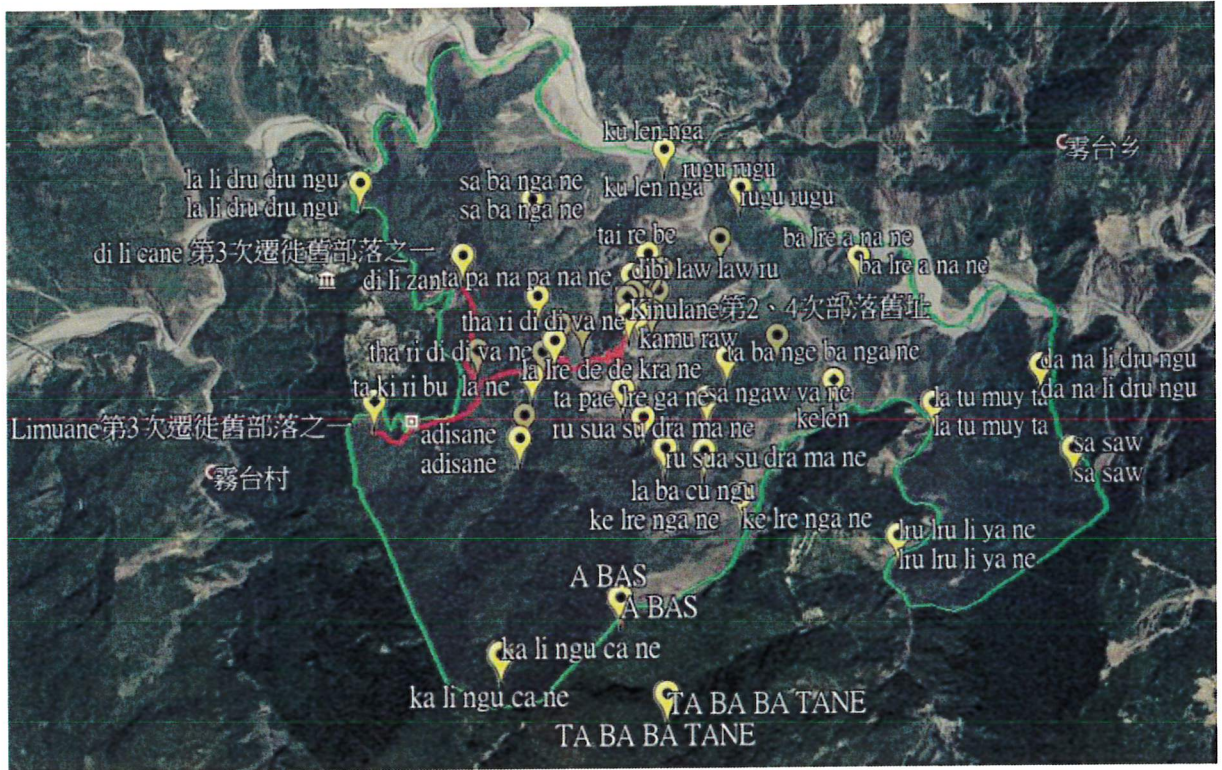 ku len nga
霧台乡
rugu rugu
la li dru dru ngu
sa ba nga ne
ku len nga
rugu rugu
la li dru dru ngu
sa ba nga ne
tai re be
ba lre a na ne
di li cane 第3次遷徙舊部落之一
di li zan
ta pa na pa na ne
dibi law law ru
ba lre a na ne
Kinulane第2、4次部落舊址
tha ri di di va ne
kamu raw
tha ri di di va ne
la ba nge ba nga ne
da na li dru ngu
la lre de de kra ne
ta ki ri bu
la ne
da na li dru ngu
ta pae lre ga ne
sa ngaw va ne
la tu muy ta
kelen
Limuane第3次遷徙舊部落之一
adisane
ru sua su dra ma ne
la tu muy ta
sa saw
adisane
ru sua su dra ma ne
sa saw
霧台村
la ba cu ngu
ke lre nga ne
ke lre nga ne
lru lru li ya ne
lru lru li ya ne
A BAS
A BAS
ka li ngu ca ne
ka li ngu ca ne
TA BA BA TANE
TA BA BA TANE